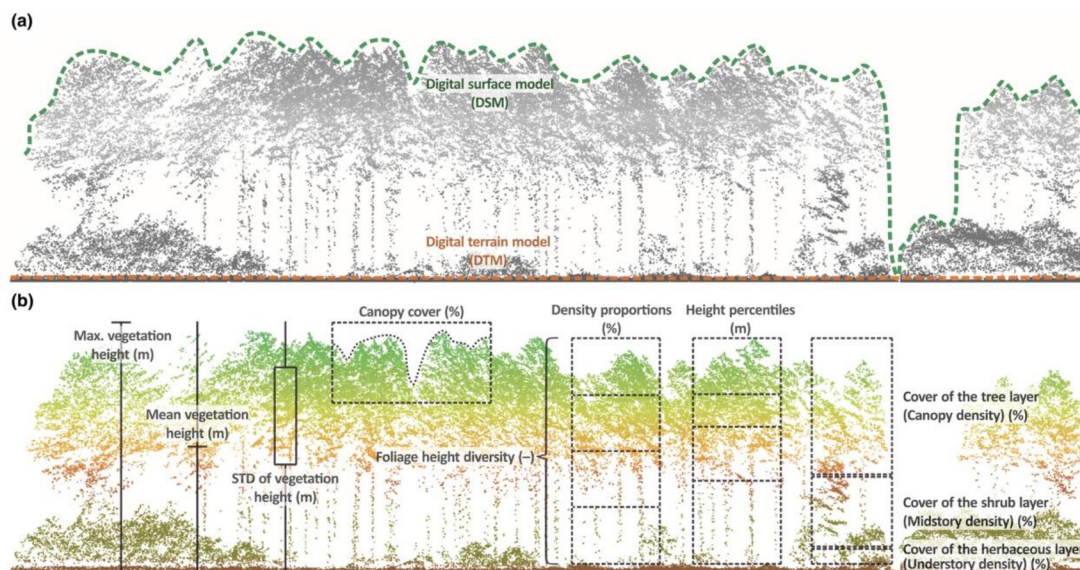 (a)
Digital surface model
(DSM)
Digital terrain model
(DTM)
(b)
Max. vegetation
height (m)
Mean vegetation
height (m)
STD of vegetation
height (m)
Canopy cover (%)
Foliage height diversity (–)
Density proportions
(%)
Height percentiles
(m)
Cover of the tree layer
(Canopy density) (%)
Cover of the shrub layer
(Midstory density) (%)
Cover of the herbaceous layer
(Understory density) (%)